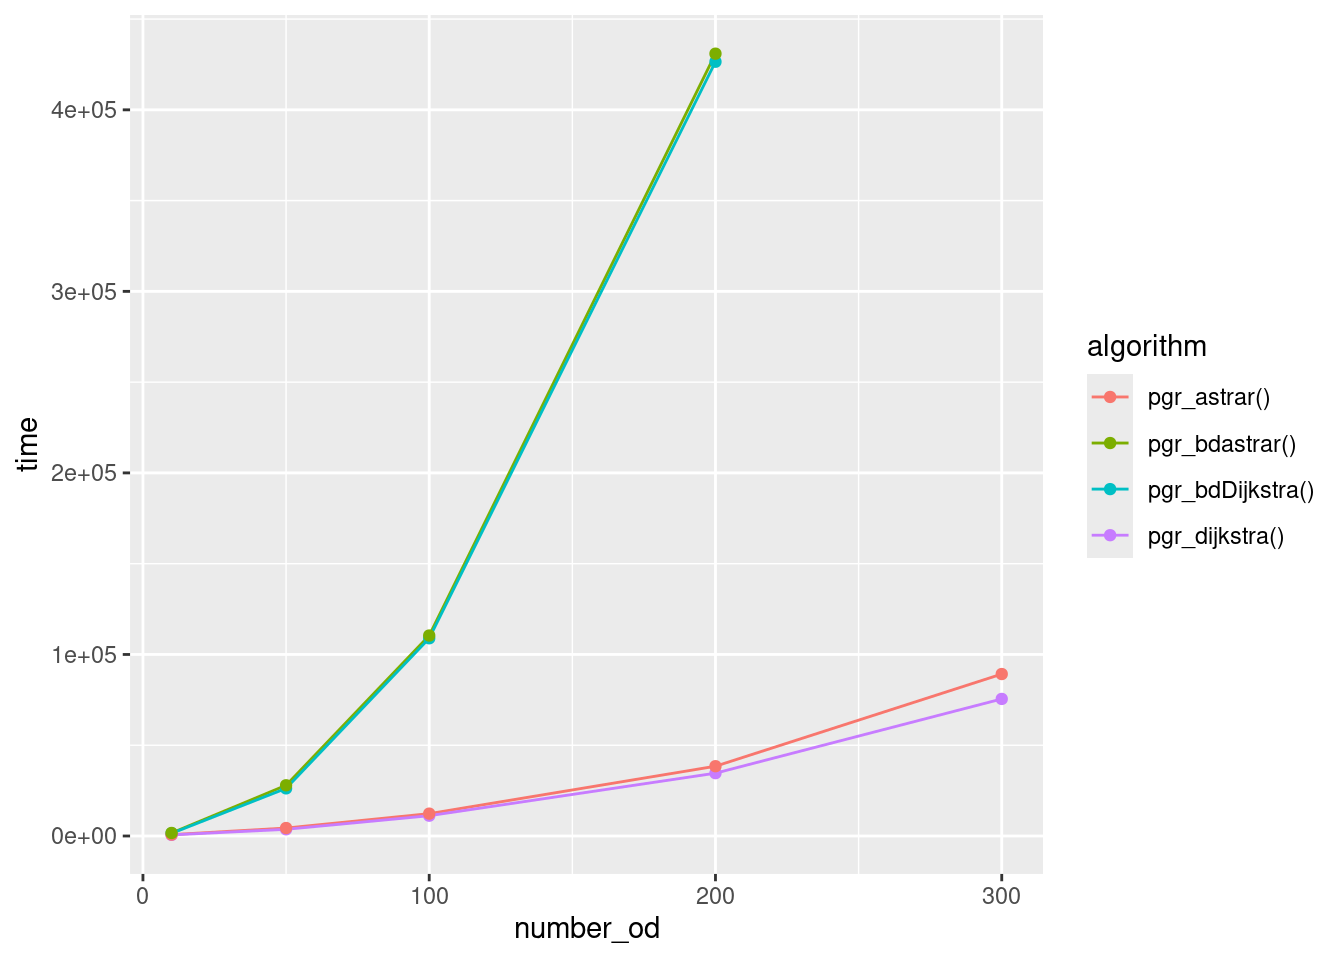 4e+05
3e+05
2e+05
1e+05
0e+00
time
0
100
200
300
number_od
algorithm
pgr_astrar()
pgr_bdastrar()
pgr_bdDijkstra()
pgr_dijkstra()